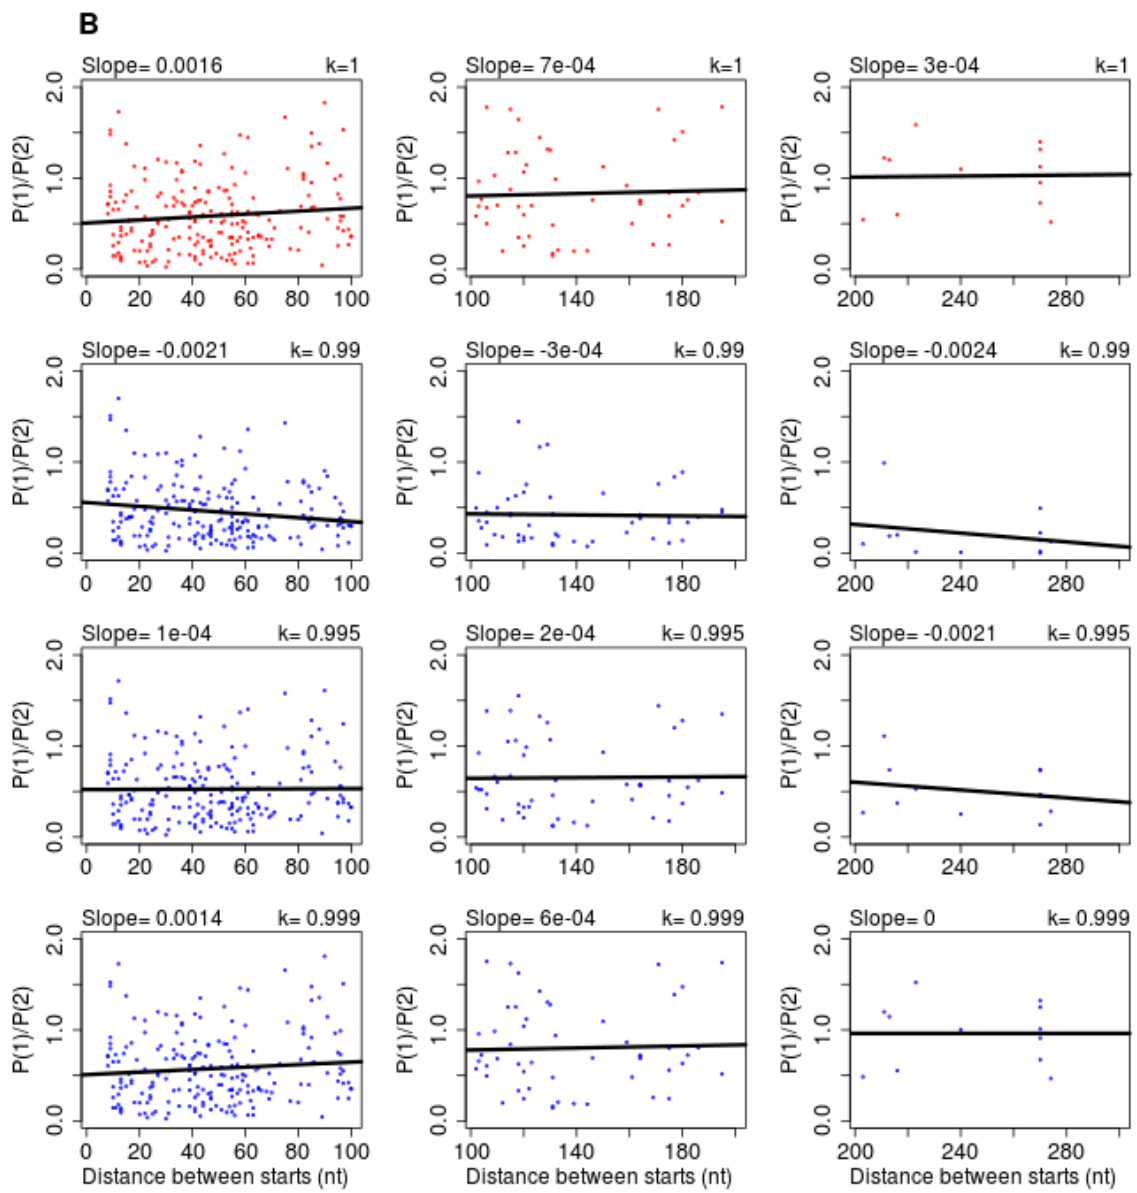 B
Slope= 0.0016 k=1
Slope= 7e-04 k=1
Slope= 3e-04 k=1
P(1)/P(2)
0.0 1.0 2.0
0 20 40 60 80 100
P(1)/P(2)
0.0 1.0 2.0
100 140 180
P(1)/P(2)
0.0 1.0 2.0
200 240 280
Slope= -0.0021 k= 0.99
Slope= -3e-04 k= 0.99
Slope= -0.0024 k= 0.99
P(1)/P(2)
0.0 1.0 2.0
0 20 40 60 80 100
P(1)/P(2)
0.0 1.0 2.0
100 140 180
P(1)/P(2)
0.0 1.0 2.0
200 240 280
Slope= 1e-04 k= 0.995
Slope= 2e-04 k= 0.995
Slope= -0.0021 k= 0.995
P(1)/P(2)
0.0 1.0 2.0
0 20 40 60 80 100
P(1)/P(2)
0.0 1.0 2.0
100 140 180
P(1)/P(2)
0.0 1.0 2.0
200 240 280
Slope= 0.0014 k= 0.999
Slope= 6e-04 k= 0.999
Slope= 0 k= 0.999
P(1)/P(2)
0.0 1.0 2.0
0 20 40 60 80 100
Distance between starts (nt)
P(1)/P(2)
0.0 1.0 2.0
100 140 180
Distance between starts (nt)
P(1)/P(2)
0.0 1.0 2.0
200 240 280
Distance between starts (nt)